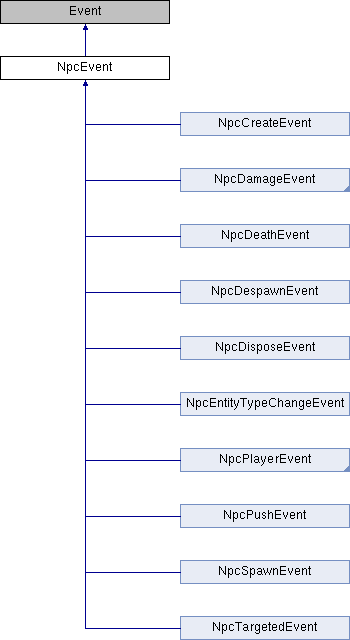 Event
NpcEvent
NpcCreateEvent
NpcDamageEvent
NpcDeathEvent
NpcDespawnEvent
NpcDisposeEvent
NpcEntityTypeChangeEvent
NpcPlayerEvent
NpcPushEvent
NpcSpawnEvent
NpcTargetedEvent